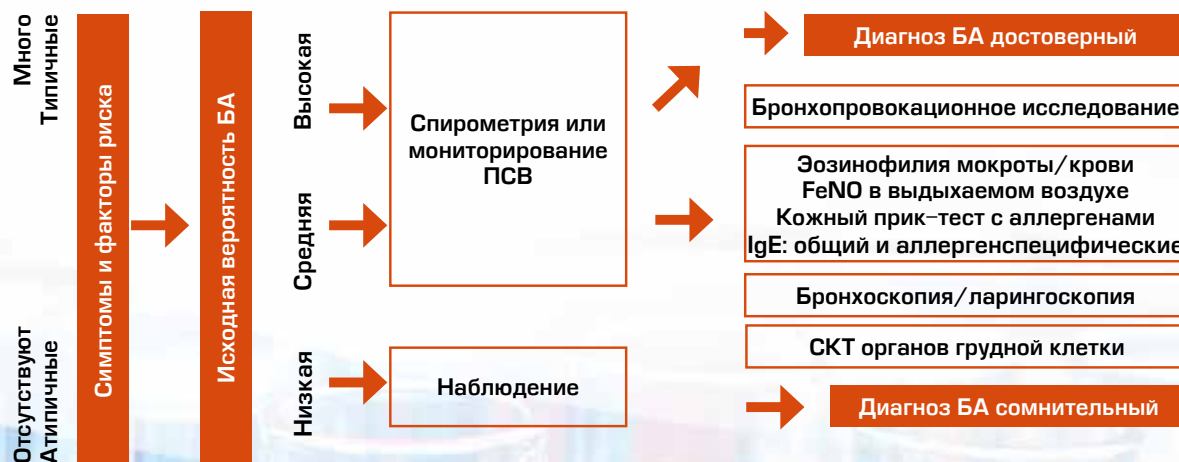 Много
Типичные
Отсутствуют
Атипичные
Симптомы и факторы риска
Исходная вероятность БА
Высокая
Средняя
Низкая
Спирометрия или
мониторирование
ПСВ
Наблюдение
Диагноз БА достоверный
Бронхопровокационное исследование
Эозинофилия мокроты/крови
FeNO в выдыхаемом воздухе
Кожный прик-тест с аллергенами
IgE: общий и аллергенспецифические
Бронхоскопия/ларингоскопия
СКТ органов грудной клетки
Диагноз БА сомнительный